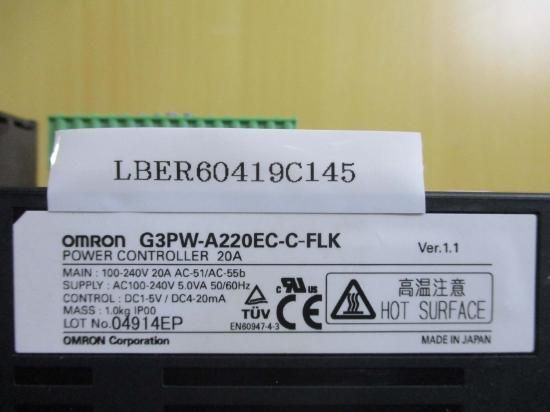 LBER60419C145
OMRON G3PW-A220EC-C-FLK Ver.1.1
POWER CONTROLLER 20A
MAIN : 100-240V 20A AC-51/AC-55b
SUPPLY : AC100-240V 5.0VA 50/60Hz
CONTROL : DC1-5V / DC4-20mA
MASS : 1.0kg IP00
LOT No.04914EP
OMRON Corporation
c UL US
TÜV
EN60947-4-3
CE
高温注意
HOT SURFACE
MADE IN JAPAN